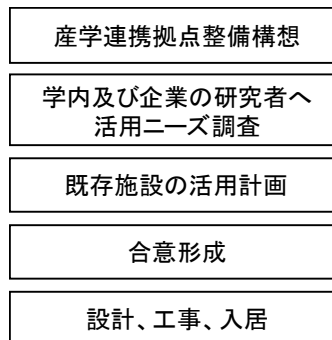 産学連携拠点整備構想
学内及び企業の研究者へ
活用ニーズ調査
既存施設の活用計画
合意形成
設計、工事、入居